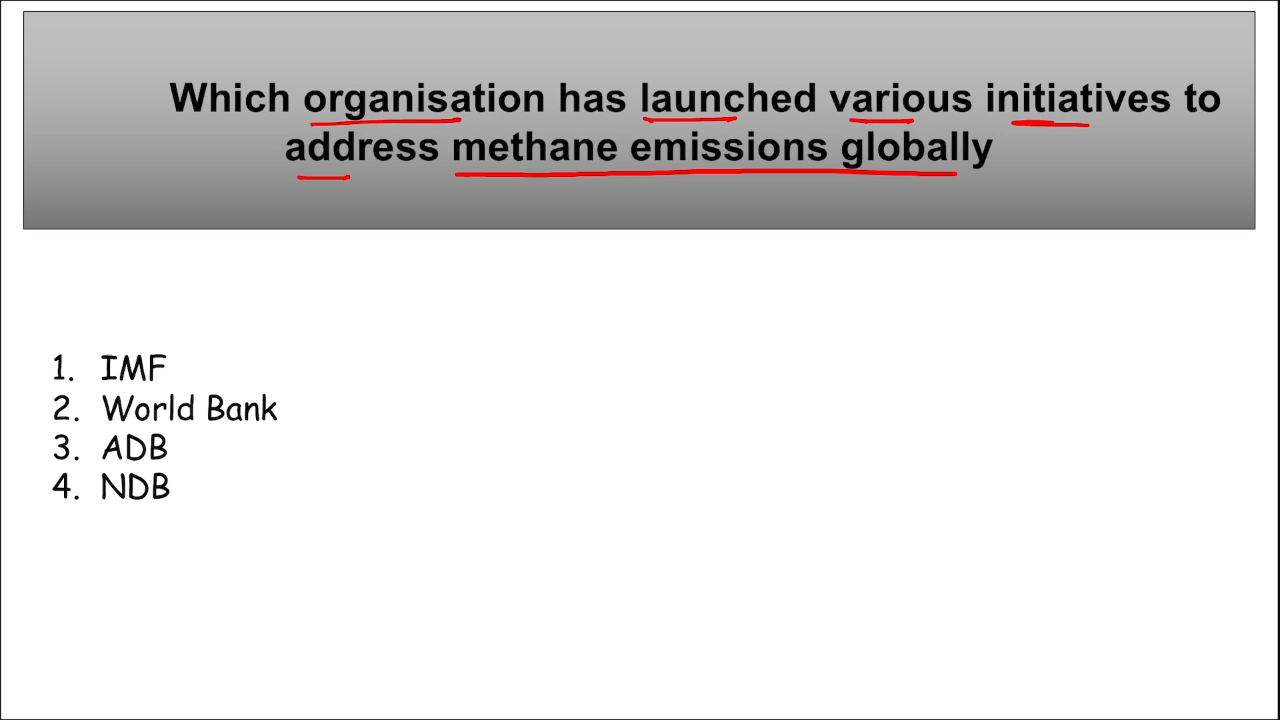 Which organisation has launched various initiatives to
address methane emissions globally
1. IMF
2. World Bank
3. ADB
4. NDB